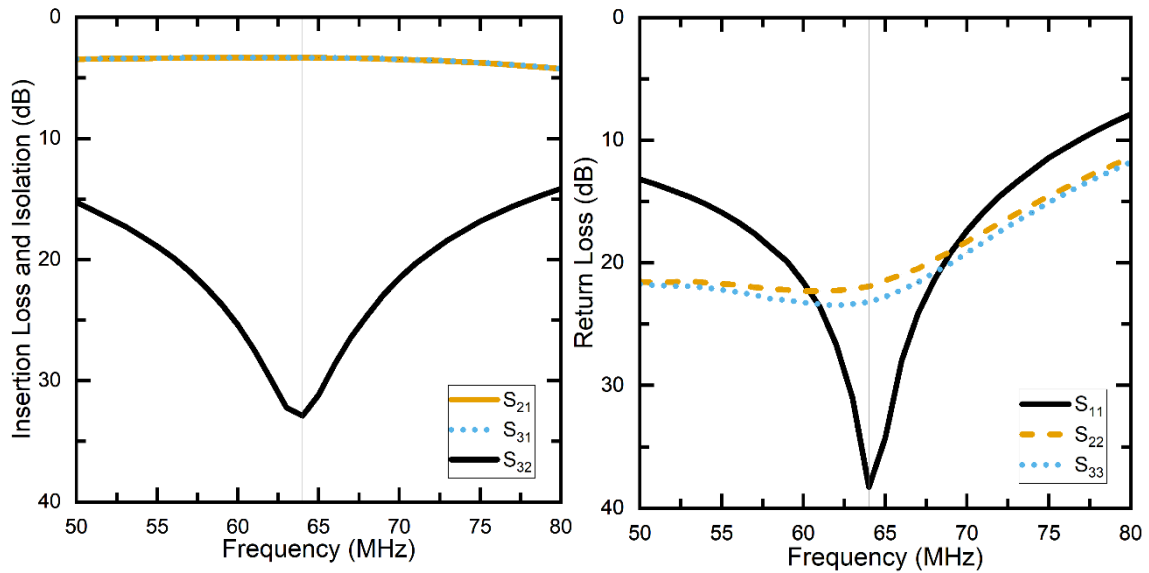 Insertion Loss and Isolation (dB)
0
10
20
30
40
50
55
60
65
70
75
80
Frequency (MHz)
S21
S31
S32
Return Loss (dB)
0
10
20
30
40
50
55
60
65
70
75
80
Frequency (MHz)
S11
S22
S33